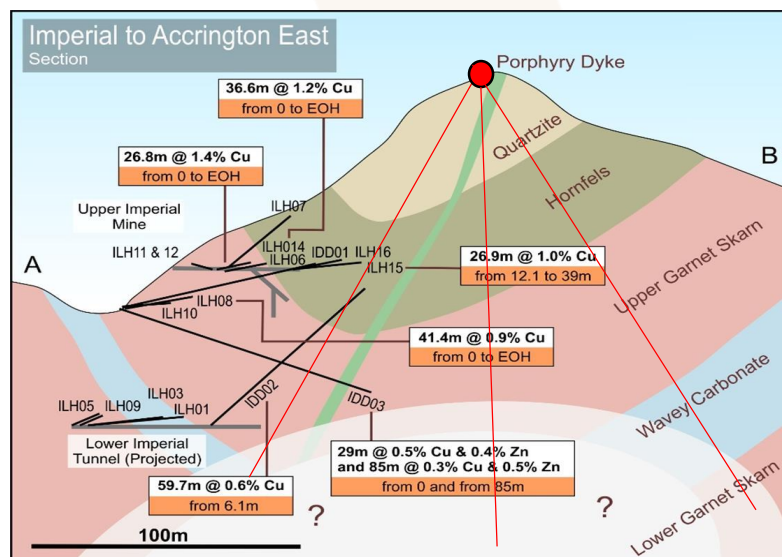 Imperial to Accrington East
Section
Porphyry Dyke
36.6m @ 1.2% Cu
from 0 to EOH
Quartzite
B
26.8m @ 1.4% Cu
from 0 to EOH
Hornfels
ILH07
Upper Imperial
Mine
ILH014
ILH11 & 12
IDD01
ILH16
ILH06
ILH15
A
26.9m @ 1.0% Cu
from 12.1 to 39m
Upper Garnet Skarn
ILH08
ILH10
41.4m @ 0.9% Cu
from 0 to EOH
Wavey Carbonate
IDD02
IDD03
ILH03
ILH05
ILH09
ILH01
Lower Imperial
Tunnel (Projected)
29m @ 0.5% Cu & 0.4% Zn
and 85m @ 0.3% Cu & 0.5% Zn
from 0 and from 85m
59.7m @ 0.6% Cu
from 6.1m
?
?
Lower Garnet Skarn
100m